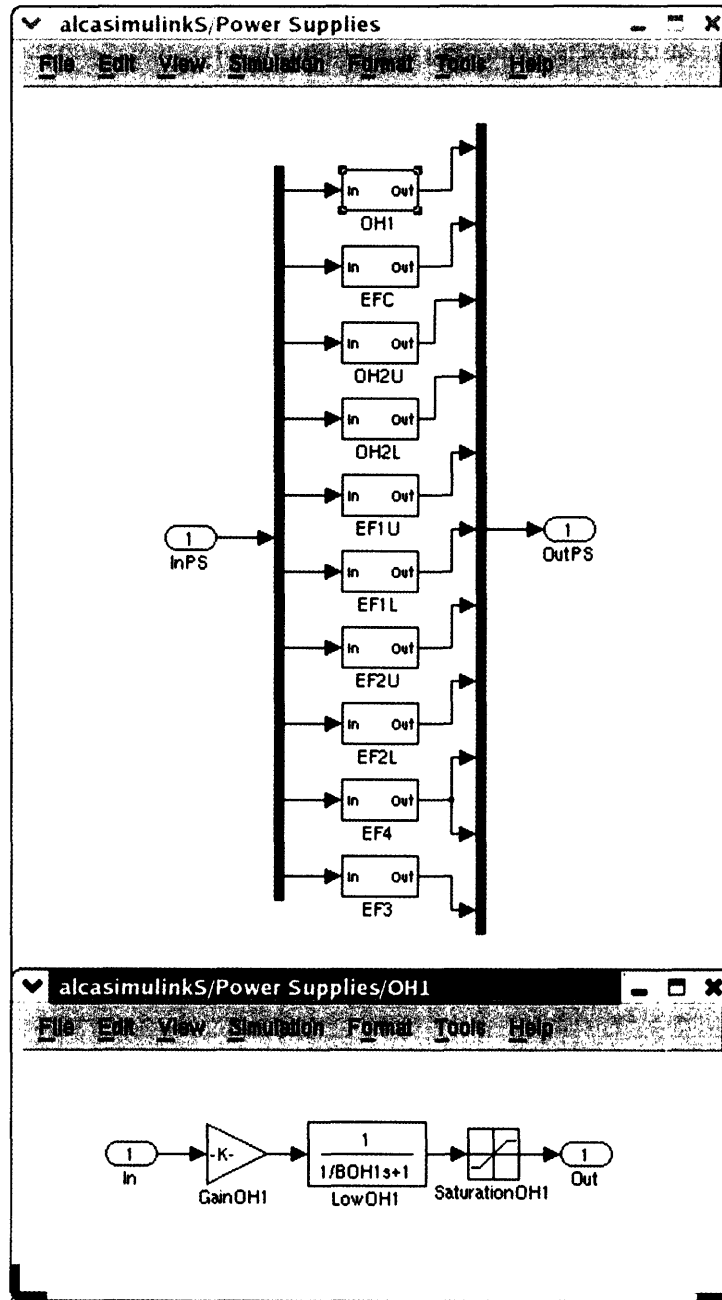 alcasimulinkS/Power Supplies
File Edit View Simulation Format Tools Help
In Out
OH1
In Out
EFC
In Out
OH2U
In Out
OH2L
In Out
EF1U
1
InPS
1
OutPS
In Out
EF1L
In Out
EF2U
In Out
EF2L
In Out
EF4
In Out
EF3
alcasimulinkS/Power Supplies/OH1
File Edit View Simulation Format Tools Help
1
In
-K-
GainOH1
1
1/BOH1s+1
LowOH1
SaturationOH1
1
Out